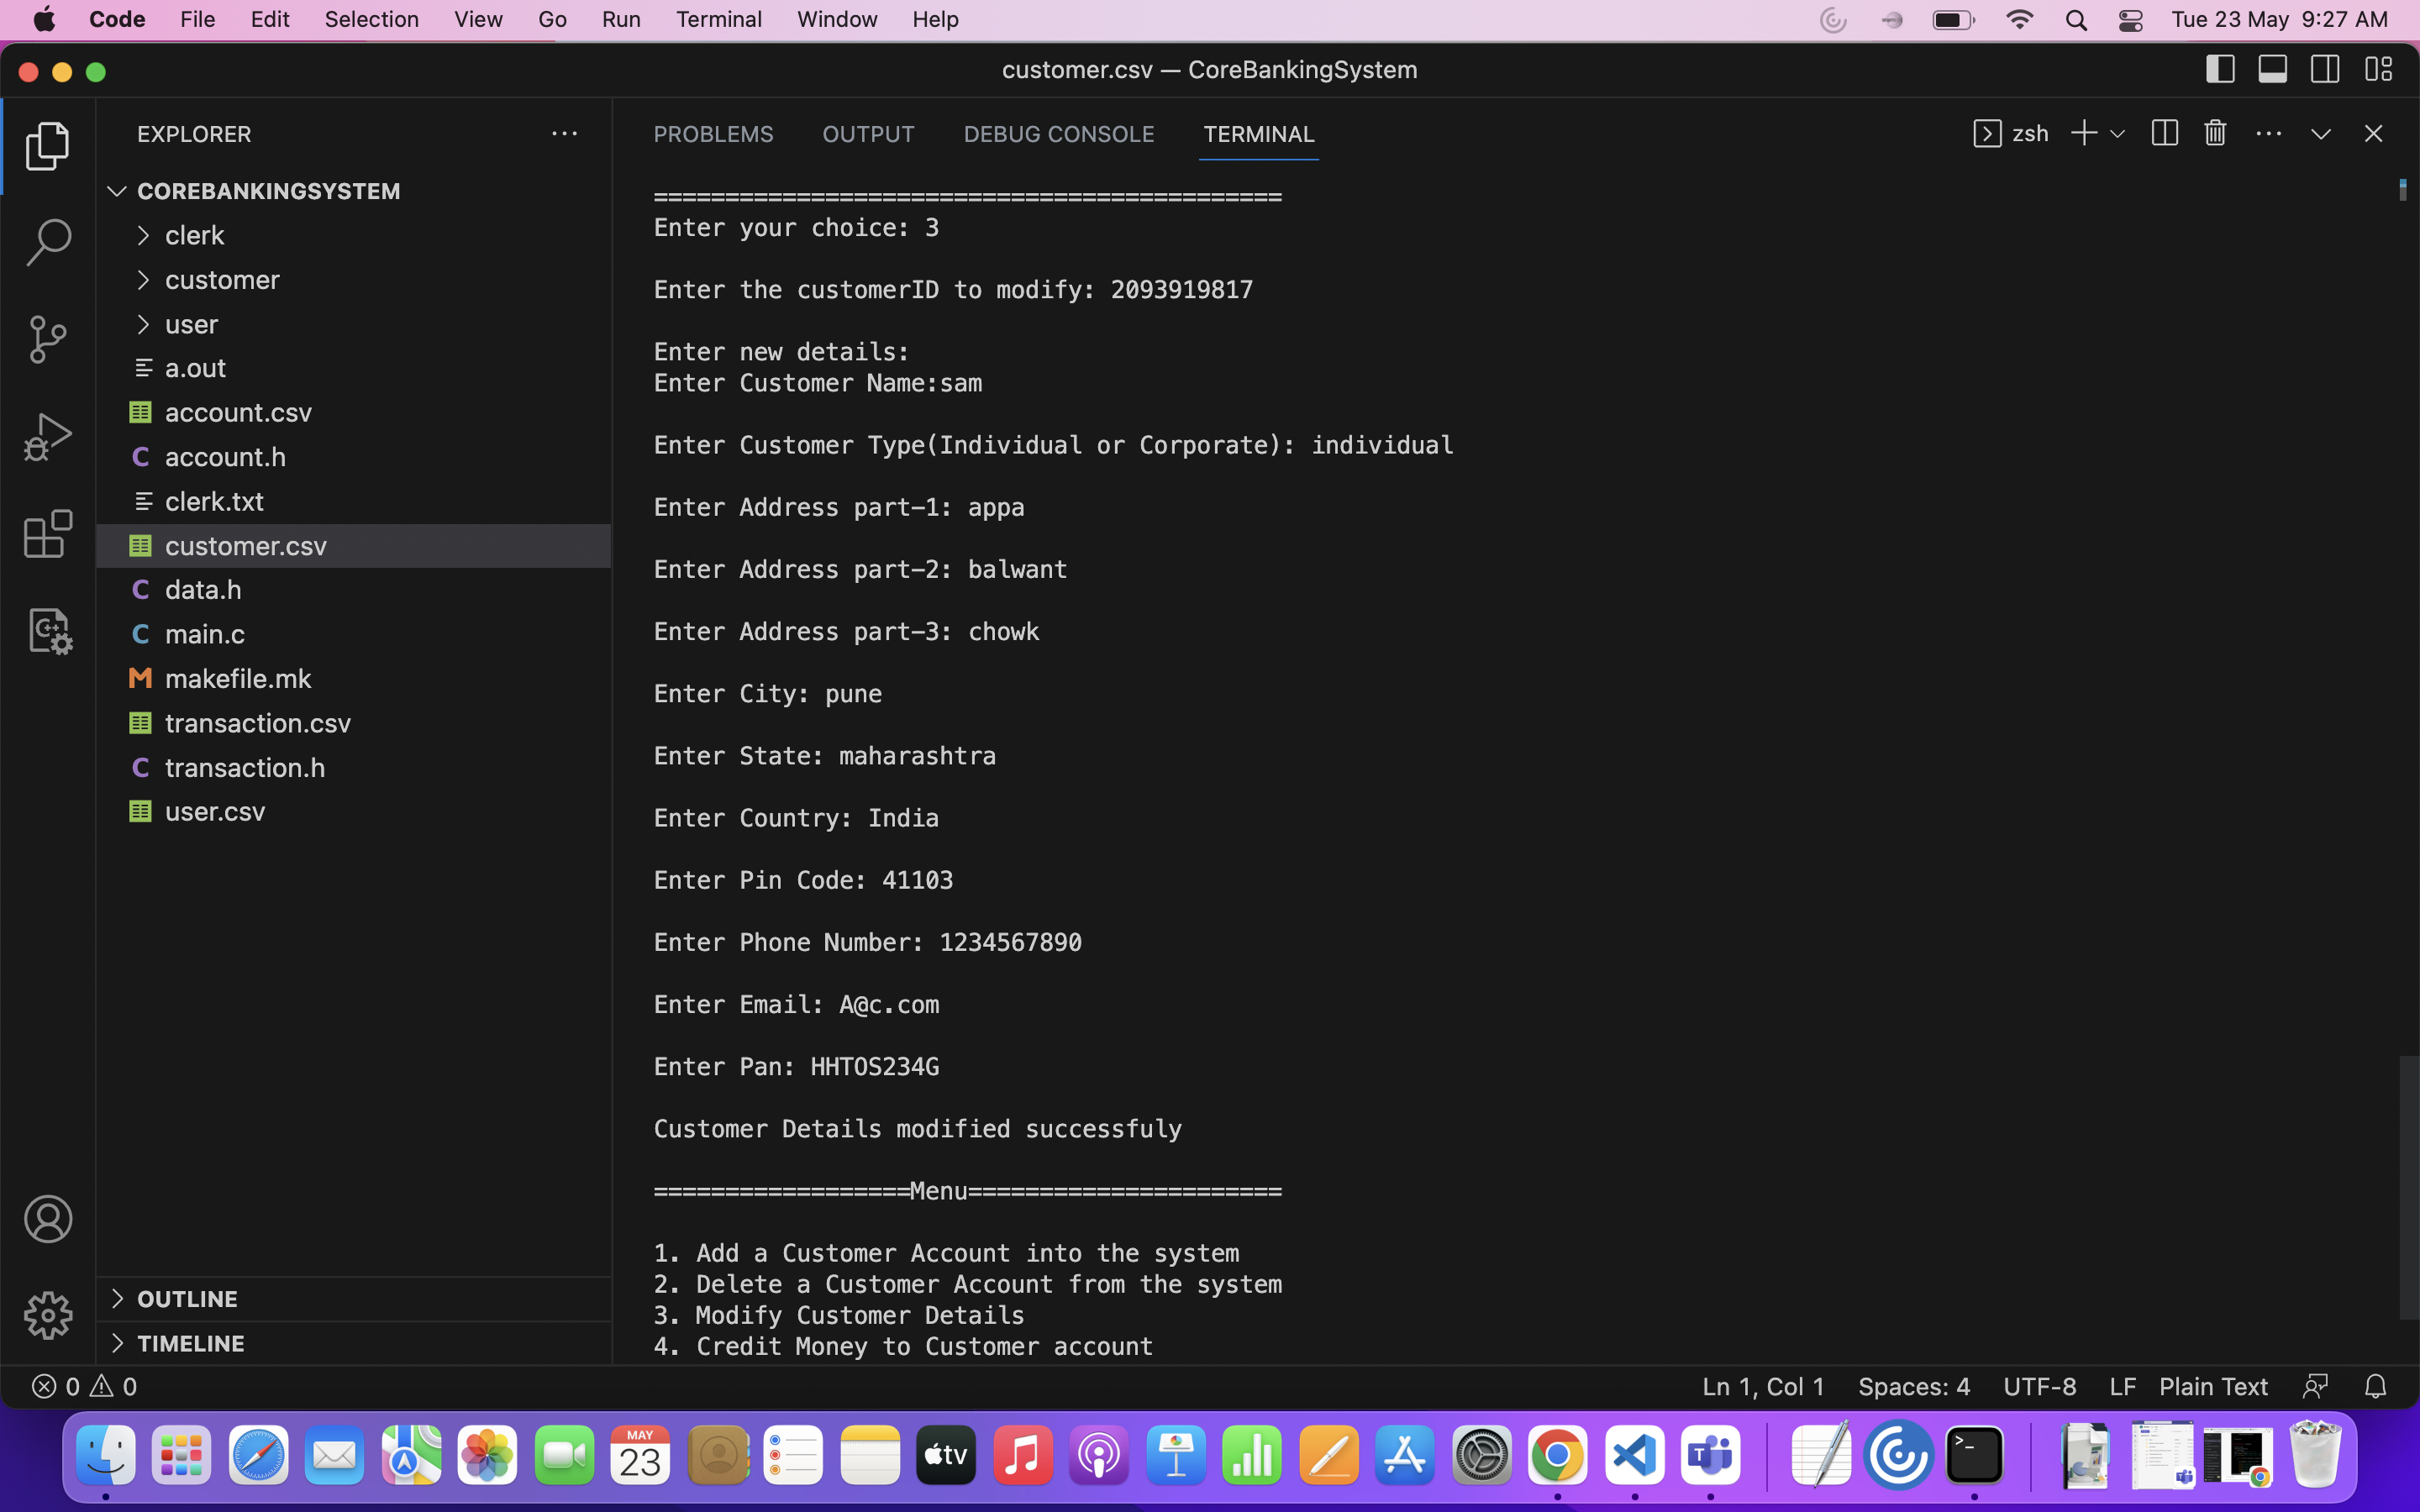 Code File Edit Selection View Go Run Terminal Window Help Tue 23 May 9:27 AM
customer.csv — CoreBankingSystem
EXPLORER
COREBANKINGSYSTEM
clerk
customer
user
a.out
account.csv
C account.h
clerk.txt
customer.csv
C data.h
C main.c
M makefile.mk
transaction.csv
C transaction.h
user.csv
OUTLINE
TIMELINE
PROBLEMS OUTPUT DEBUG CONSOLE TERMINAL zsh
============================================
Enter your choice: 3
Enter the customerID to modify: 2093919817
Enter new details:
Enter Customer Name:sam
Enter Customer Type(Individual or Corporate): individual
Enter Address part-1: appa
Enter Address part-2: balwant
Enter Address part-3: chowk
Enter City: pune
Enter State: maharashtra
Enter Country: India
Enter Pin Code: 41103
Enter Phone Number: 1234567890
Enter Email: A@c.com
Enter Pan: HHTOS234G
Customer Details modified successfuly
==================Menu======================
1. Add a Customer Account into the system
2. Delete a Customer Account from the system
3. Modify Customer Details
4. Credit Money to Customer account
0 0 Ln 1, Col 1 Spaces: 4 UTF-8 LF Plain Text
MAY
23
tv